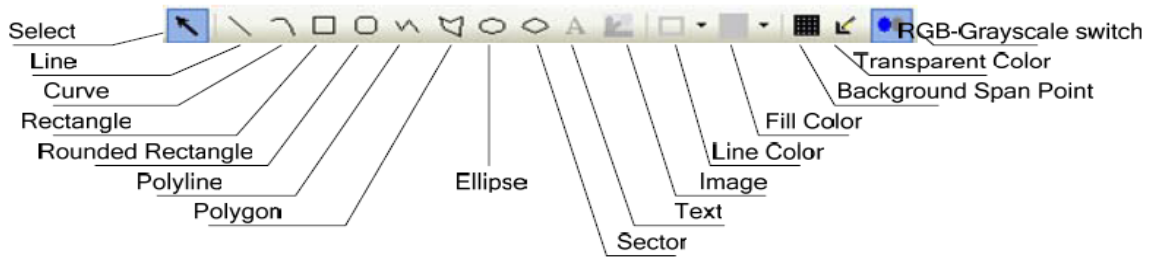 Select
RGB-Grayscale switch
Line
Transparent Color
Curve
Background Span Point
Rectangle
Fill Color
Rounded Rectangle
Line Color
Polyline
Ellipse
Image
Polygon
Text
Sector
A